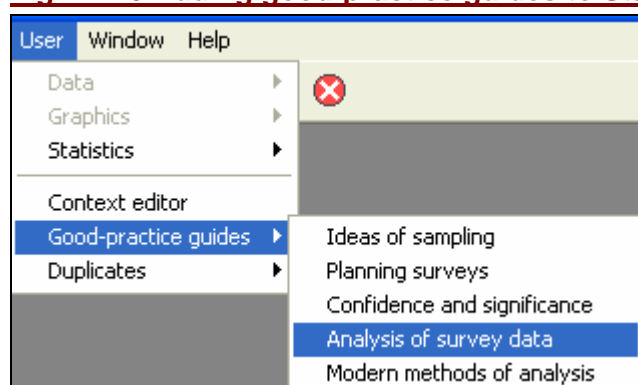 User Window Help
Data
Graphics
Statistics
Context editor
Good-practice guides
Duplicates
Ideas of sampling
Planning surveys
Confidence and significance
Analysis of survey data
Modern methods of analysis